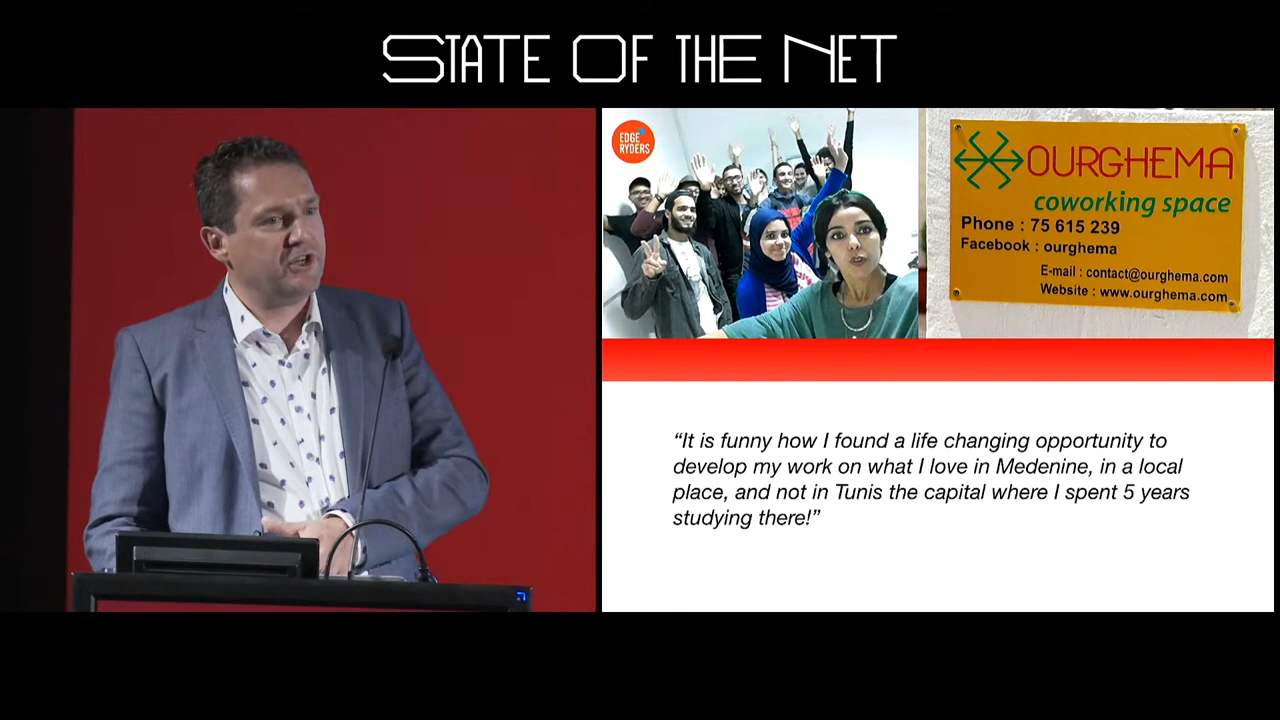 STATE OF THE NET
EDGE
RYDERS
OURGHEMA
coworking space
Phone : 75 615 239
Facebook : ourghema
E-mail : contact@ourghema.com
Website : www.ourghema.com
“It is funny how I found a life changing opportunity to
develop my work on what I love in Medenine, in a local
place, and not in Tunis the capital where I spent 5 years
studying there!”